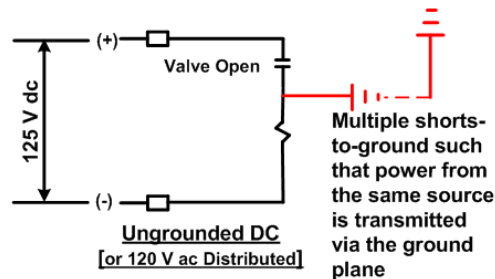 (+)
Valve Open
125 V dc
(-)
Ungrounded DC
[or 120 V ac Distributed]
Multiple shorts-
to-ground such
that power from
the same source
is transmitted
via the ground
plane